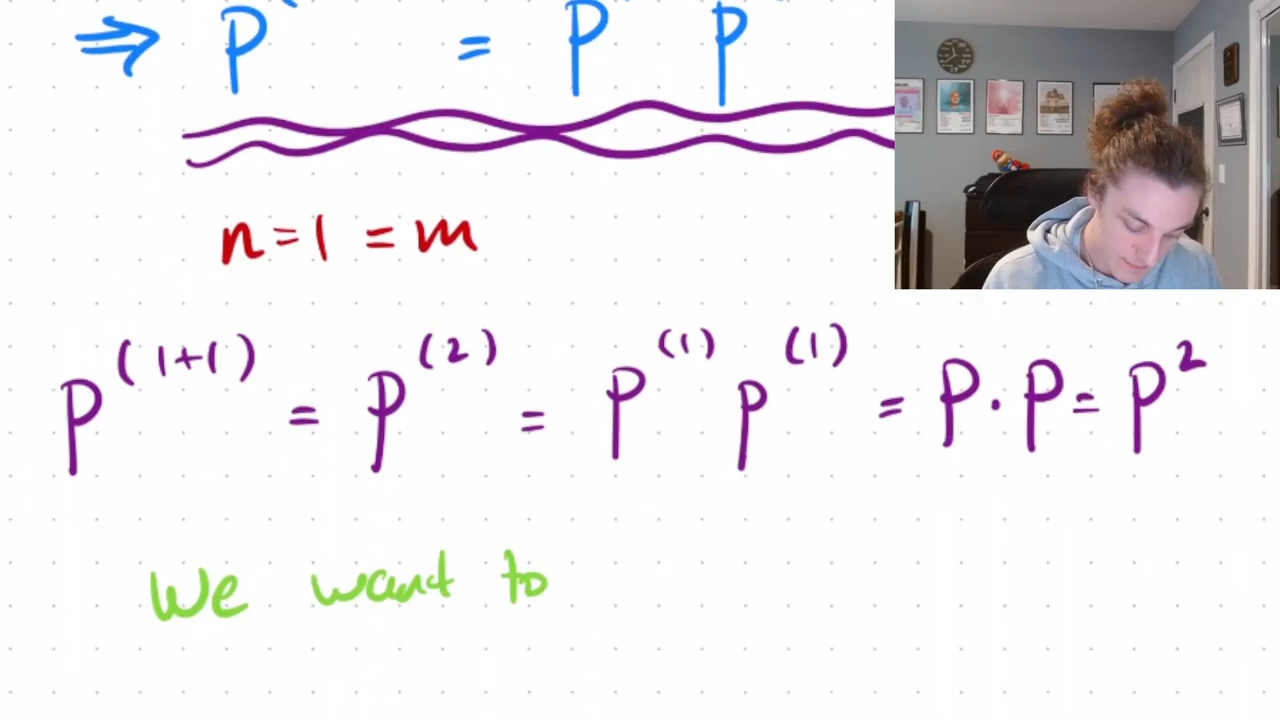 ⇒ P = P P
n=1 = m
P^(1+1) = P^(2) = P^(1) P^(1) = P · P = P^2
We want to